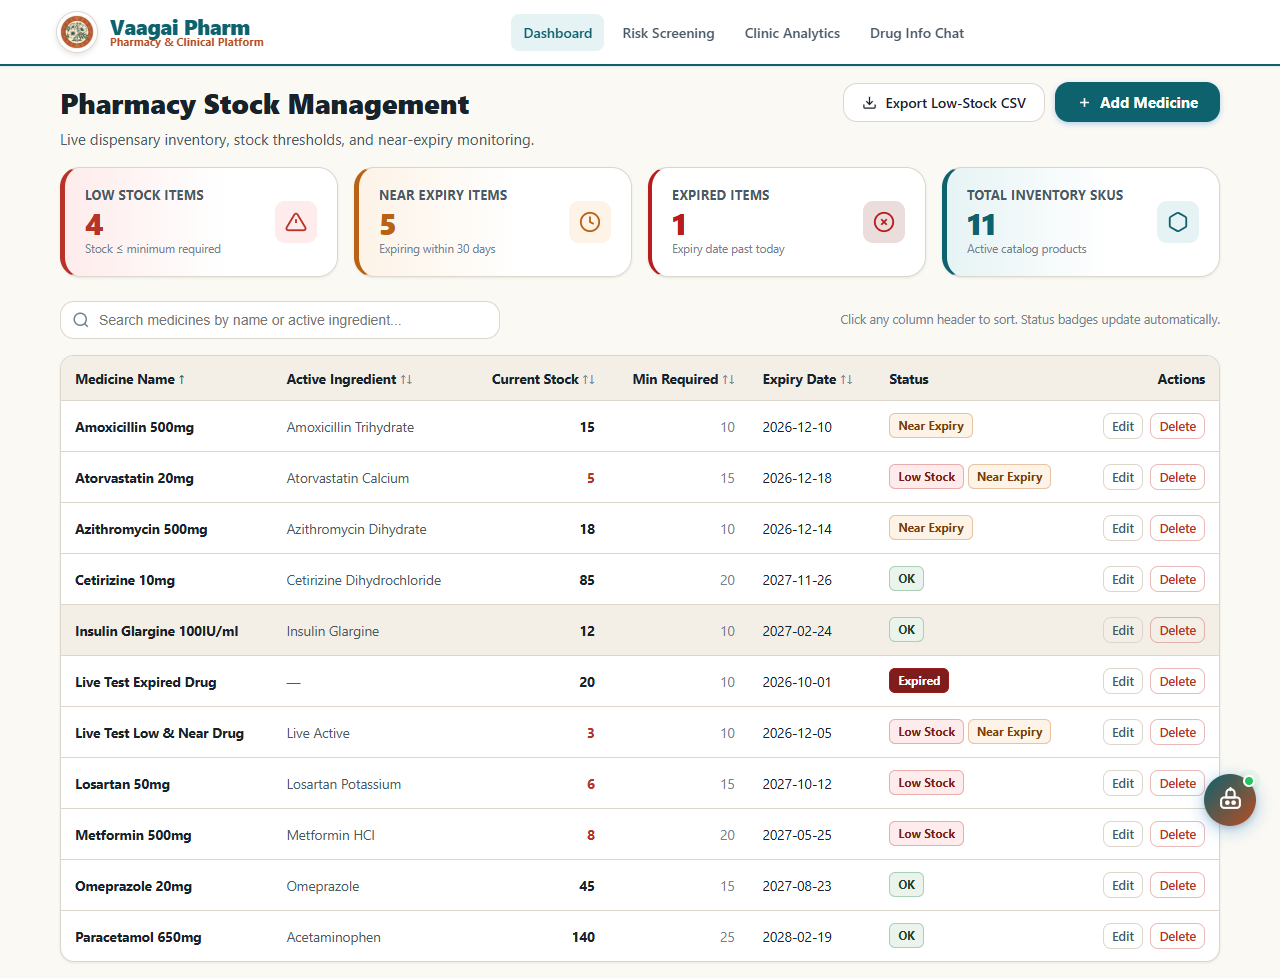 Vaagai Pharm
Pharmacy & Clinical Platform
Dashboard Risk Screening Clinic Analytics Drug Info Chat
Pharmacy Stock Management
Live dispensary inventory, stock thresholds, and near-expiry monitoring.
Export Low-Stock CSV + Add Medicine
LOW STOCK ITEMS
4
Stock ≤ minimum required
NEAR EXPIRY ITEMS
5
Expiring within 30 days
EXPIRED ITEMS
1
Expiry date past today
TOTAL INVENTORY SKUS
11
Active catalog products
Search medicines by name or active ingredient...
Click any column header to sort. Status badges update automatically.
Medicine Name ↑ Active Ingredient ↑↓ Current Stock ↑↓ Min Required ↑↓ Expiry Date ↑↓ Status Actions
Amoxicillin 500mg Amoxicillin Trihydrate 15 10 2026-12-10 Near Expiry Edit Delete
Atorvastatin 20mg Atorvastatin Calcium 5 15 2026-12-18 Low Stock Near Expiry Edit Delete
Azithromycin 500mg Azithromycin Dihydrate 18 10 2026-12-14 Near Expiry Edit Delete
Cetirizine 10mg Cetirizine Dihydrochloride 85 20 2027-11-26 OK Edit Delete
Insulin Glargine 100IU/ml Insulin Glargine 12 10 2027-02-24 OK Edit Delete
Live Test Expired Drug — 20 10 2026-10-01 Expired Edit Delete
Live Test Low & Near Drug Live Active 3 10 2026-12-05 Low Stock Near Expiry Edit Delete
Losartan 50mg Losartan Potassium 6 15 2027-10-12 Low Stock Edit Delete
Metformin 500mg Metformin HCl 8 20 2027-05-25 Low Stock Edit Delete
Omeprazole 20mg Omeprazole 45 15 2027-08-23 OK Edit Delete
Paracetamol 650mg Acetaminophen 140 25 2028-02-19 OK Edit Delete